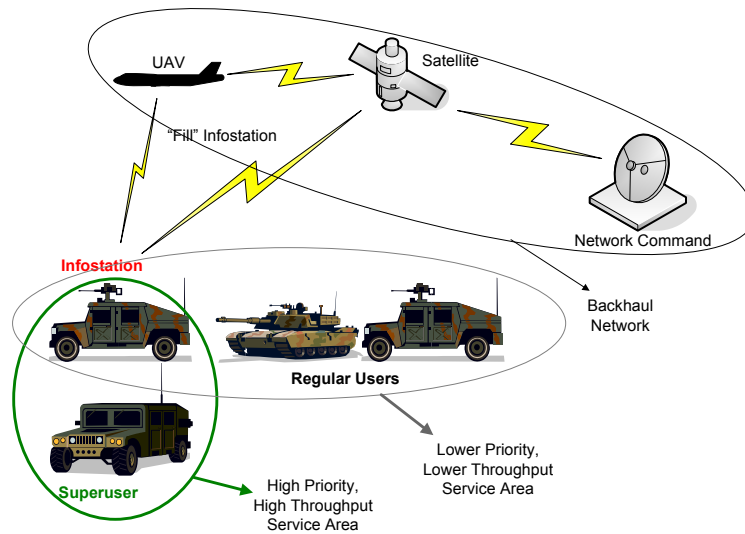 UAV
Satellite
“Fill” Infostation
Network Command
Infostation
Backhaul
Network
Regular Users
Lower Priority,
Lower Throughput
Service Area
Superuser
High Priority,
High Throughput
Service Area